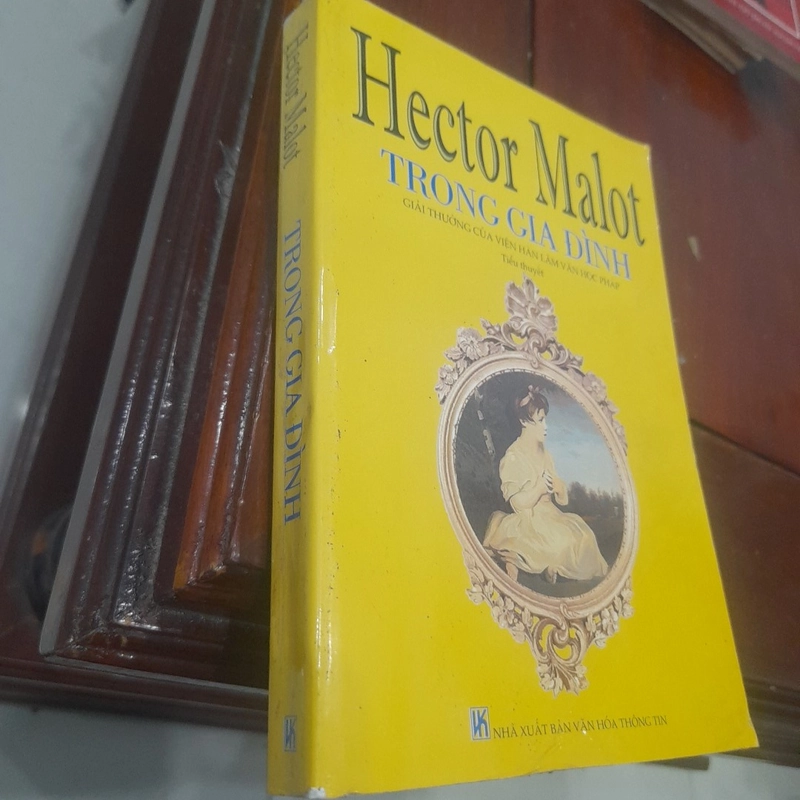 Hector Malot
TRONG GIA ĐÌNH
GIẢI THƯỞNG CỦA VIỆN HÀN LÂM VĂN HỌC PHÁP
Tiểu thuyết
NHÀ XUẤT BẢN VĂN HÓA THÔNG TIN
Hector Malot
TRONG GIA ĐÌNH